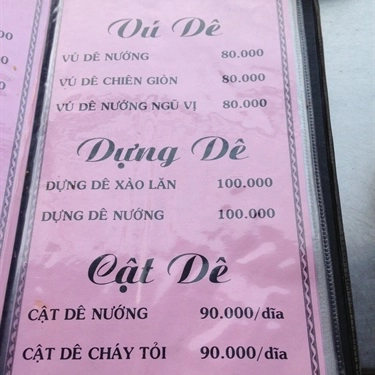 Vú Dê
VÚ DÊ NƯỚNG 80.000
VÚ DÊ CHIÊN GIÒN 80.000
VÚ DÊ NƯỚNG NGŨ VỊ 80.000
Dựng Dê
DỰNG DÊ XÀO LĂN 100.000
DỰNG DÊ NƯỚNG 100.000
Cật Dê
CẬT DÊ NƯỚNG 90.000/dĩa
CẬT DÊ CHÁY TỎI 90.000/dĩa